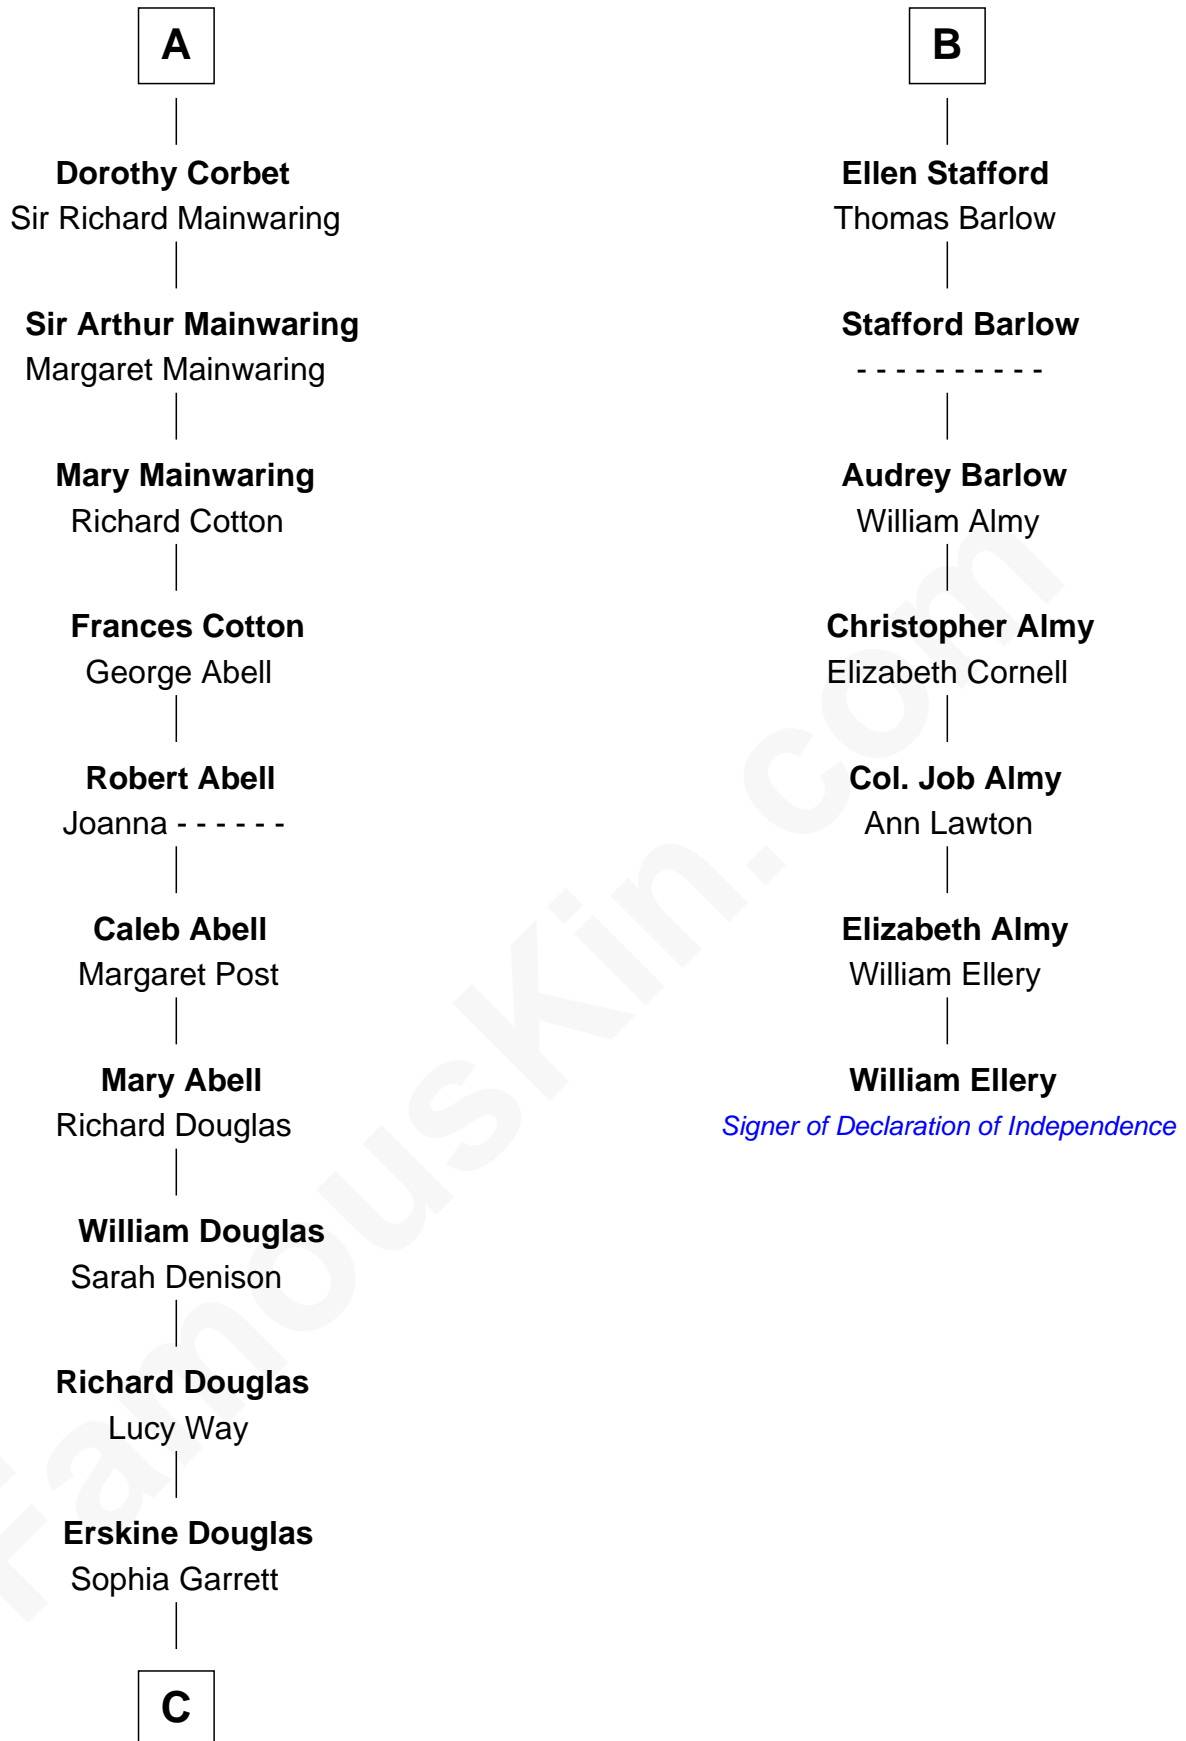 A
Dorothy Corbet
Sir Richard Mainwaring
Sir Arthur Mainwaring
Margaret Mainwaring
Mary Mainwaring
Richard Cotton
Frances Cotton
George Abell
Robert Abell
Joanna - - - - - -
Caleb Abell
Margaret Post
Mary Abell
Richard Douglas
William Douglas
Sarah Denison
Richard Douglas
Lucy Way
Erskine Douglas
Sophia Garrett
C
B
Ellen Stafford
Thomas Barlow
Stafford Barlow
- - - - - - - - - -
Audrey Barlow
William Almy
Christopher Almy
Elizabeth Cornell
Col. Job Almy
Ann Lawton
Elizabeth Almy
William Ellery
William Ellery
Signer of Declaration of Independence
FamousKin.com